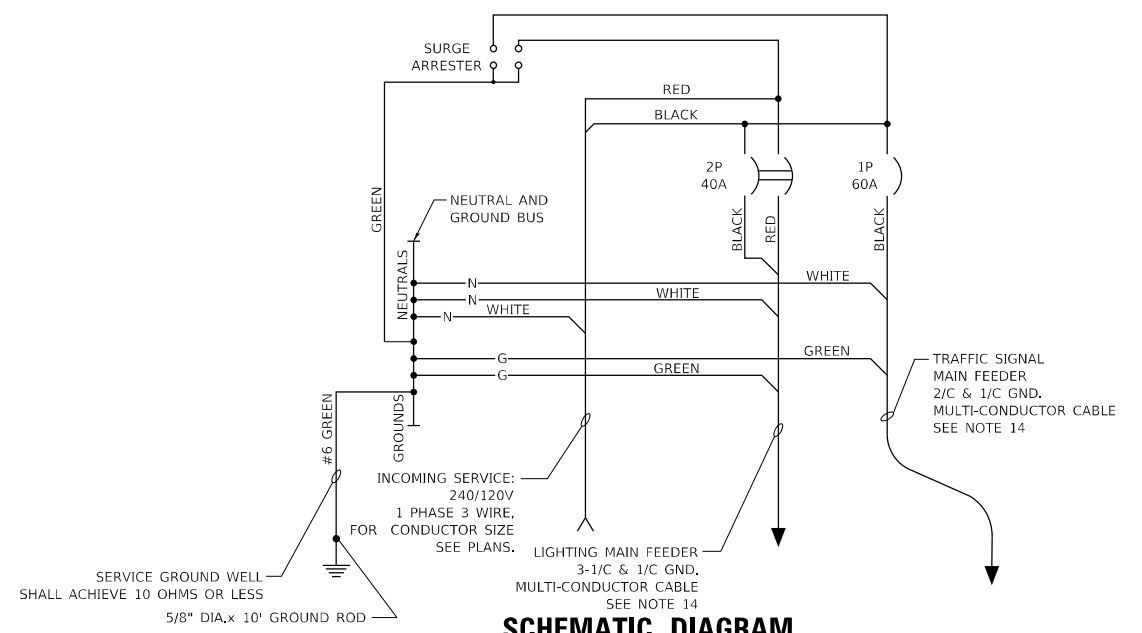 SURGE
ARRESTER
RED
BLACK
2P
40A
1P
60A
GREEN
NEUTRAL AND
GROUND BUS
BLACK
RED
BLACK
NEUTRALS
N
WHITE
N
WHITE
N
WHITE
G
GREEN
G
GREEN
TRAFFIC SIGNAL
MAIN FEEDER
2/C & 1/C GND.
MULTI-CONDUCTOR CABLE
SEE NOTE 14
#6 GREEN
GROUNDS
INCOMING SERVICE:
240/120V
1 PHASE 3 WIRE,
FOR CONDUCTOR SIZE
SEE PLANS.
LIGHTING MAIN FEEDER
3-1/C & 1/C GND.
MULTI-CONDUCTOR CABLE
SEE NOTE 14
SERVICE GROUND WELL
SHALL ACHIEVE 10 OHMS OR LESS
5/8" DIA.x 10' GROUND ROD
SCHEMATIC DIAGRAM